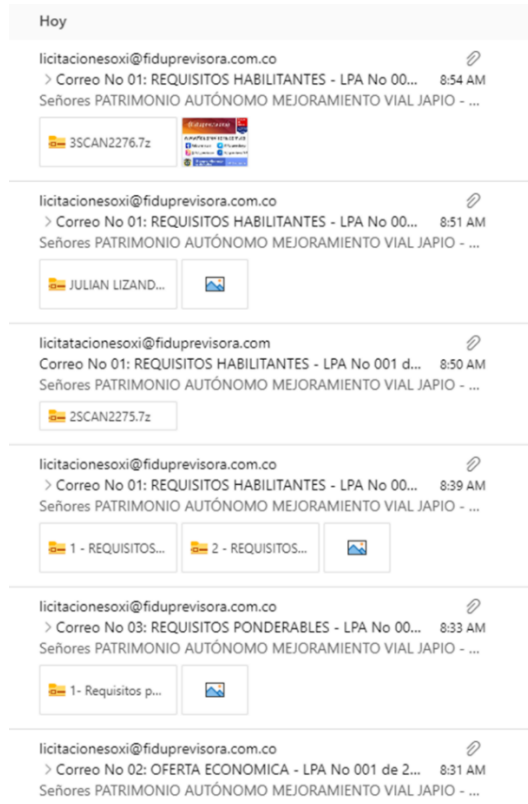 Hoy
licitacionesoxi@fiduprevisora.com.co
> Correo No 01: REQUISITOS HABILITANTES - LPA No 00... 8:54 AM
Señores PATRIMONIO AUTÓNOMO MEJORAMIENTO VIAL JAPIO - ...
3SCAN2276.7z
licitacionesoxi@fiduprevisora.com.co
> Correo No 01: REQUISITOS HABILITANTES - LPA No 00... 8:51 AM
Señores PATRIMONIO AUTÓNOMO MEJORAMIENTO VIAL JAPIO - ...
JULIAN LIZAND...
licitatacionesoxi@fiduprevisora.com
Correo No 01: REQUISITOS HABILITANTES - LPA No 001 d... 8:50 AM
Señores PATRIMONIO AUTÓNOMO MEJORAMIENTO VIAL JAPIO - ...
2SCAN2275.7z
licitacionesoxi@fiduprevisora.com.co
> Correo No 01: REQUISITOS HABILITANTES - LPA No 00... 8:39 AM
Señores PATRIMONIO AUTÓNOMO MEJORAMIENTO VIAL JAPIO - ...
1 - REQUISITOS... 2 - REQUISITOS...
licitacionesoxi@fiduprevisora.com.co
> Correo No 03: REQUISITOS PONDERABLES - LPA No 00... 8:33 AM
Señores PATRIMONIO AUTÓNOMO MEJORAMIENTO VIAL JAPIO - ...
1- Requisitos p...
licitacionesoxi@fiduprevisora.com.co
> Correo No 02: OFERTA ECONOMICA - LPA No 001 de 2... 8:31 AM
Señores PATRIMONIO AUTÓNOMO MEJORAMIENTO VIAL JAPIO - ...